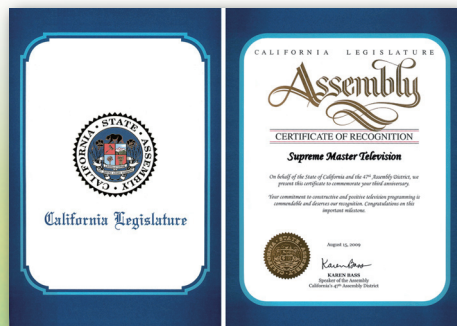 CALIFORNIA STATE ASSEMBLY
California Legislature
CALIFORNIA LEGISLATURE
Assembly
CERTIFICATE OF RECOGNITION
Supreme Master Television
On behalf of the State of California and the 47th Assembly District, we
present this certificate to commemorate your third anniversary.
Your commitment to constructive and positive television programming is
commendable and deserves our recognition. Congratulations on this
important milestone.
August 15, 2009
Karen Bass
KAREN BASS
Speaker of the Assembly
California's 47th Assembly District